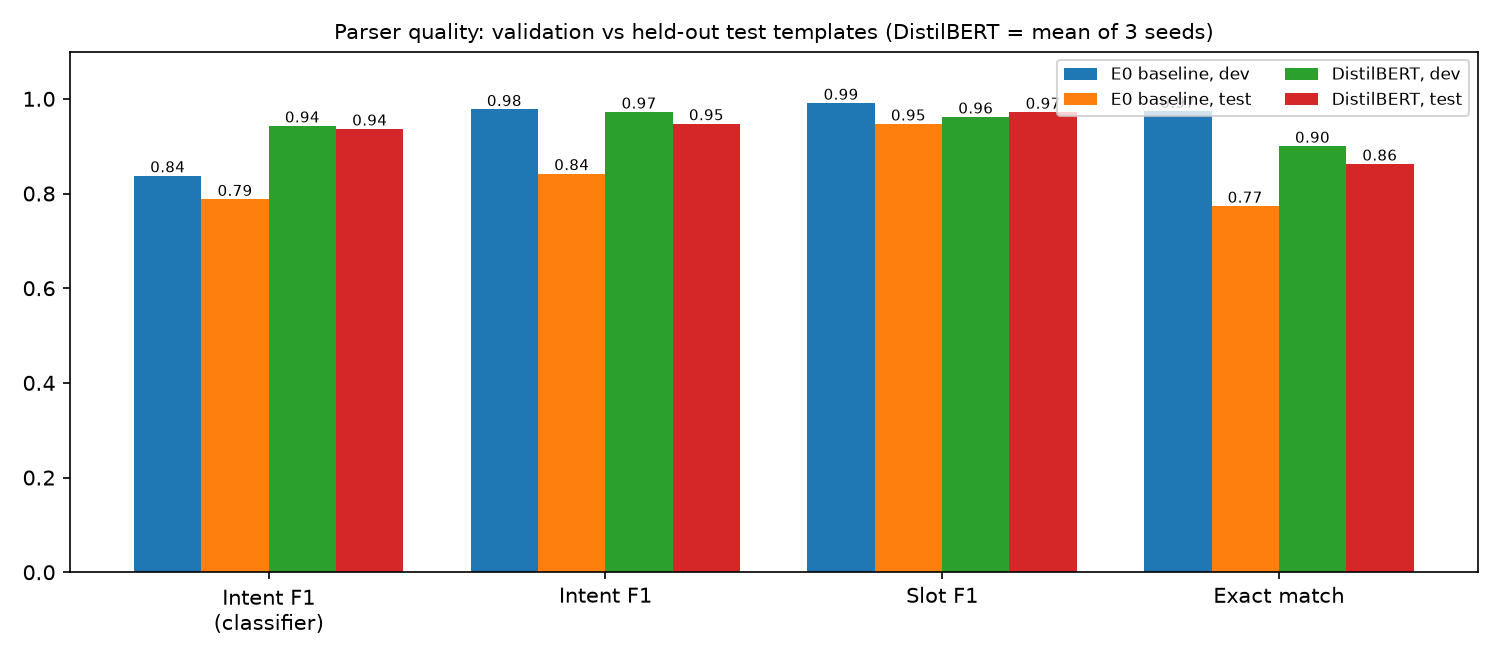 Parser quality: validation vs held-out test templates (DistilBERT = mean of 3 seeds)
E0 baseline, dev
E0 baseline, test
DistilBERT, dev
DistilBERT, test
1.0
0.8
0.6
0.4
0.2
0.0
0.84
0.79
0.94
0.94
0.98
0.84
0.97
0.95
0.99
0.95
0.96
0.97
0.77
0.90
0.86
Intent F1
(classifier)
Intent F1
Slot F1
Exact match